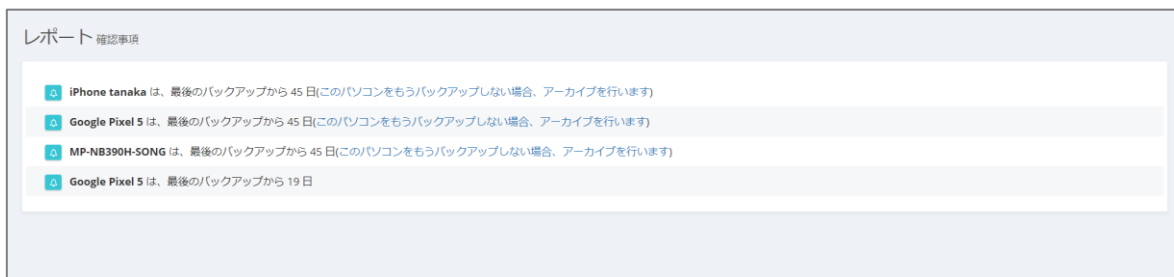 レポート 確認事項
iPhone tanaka は、最後のバックアップから 45 日(このパソコンをもうバックアップしない場合、アーカイブを行います)
Google Pixel 5 は、最後のバックアップから 45 日(このパソコンをもうバックアップしない場合、アーカイブを行います)
MP-NB390H-SONG は、最後のバックアップから 45 日(このパソコンをもうバックアップしない場合、アーカイブを行います)
Google Pixel 5 は、最後のバックアップから 19 日